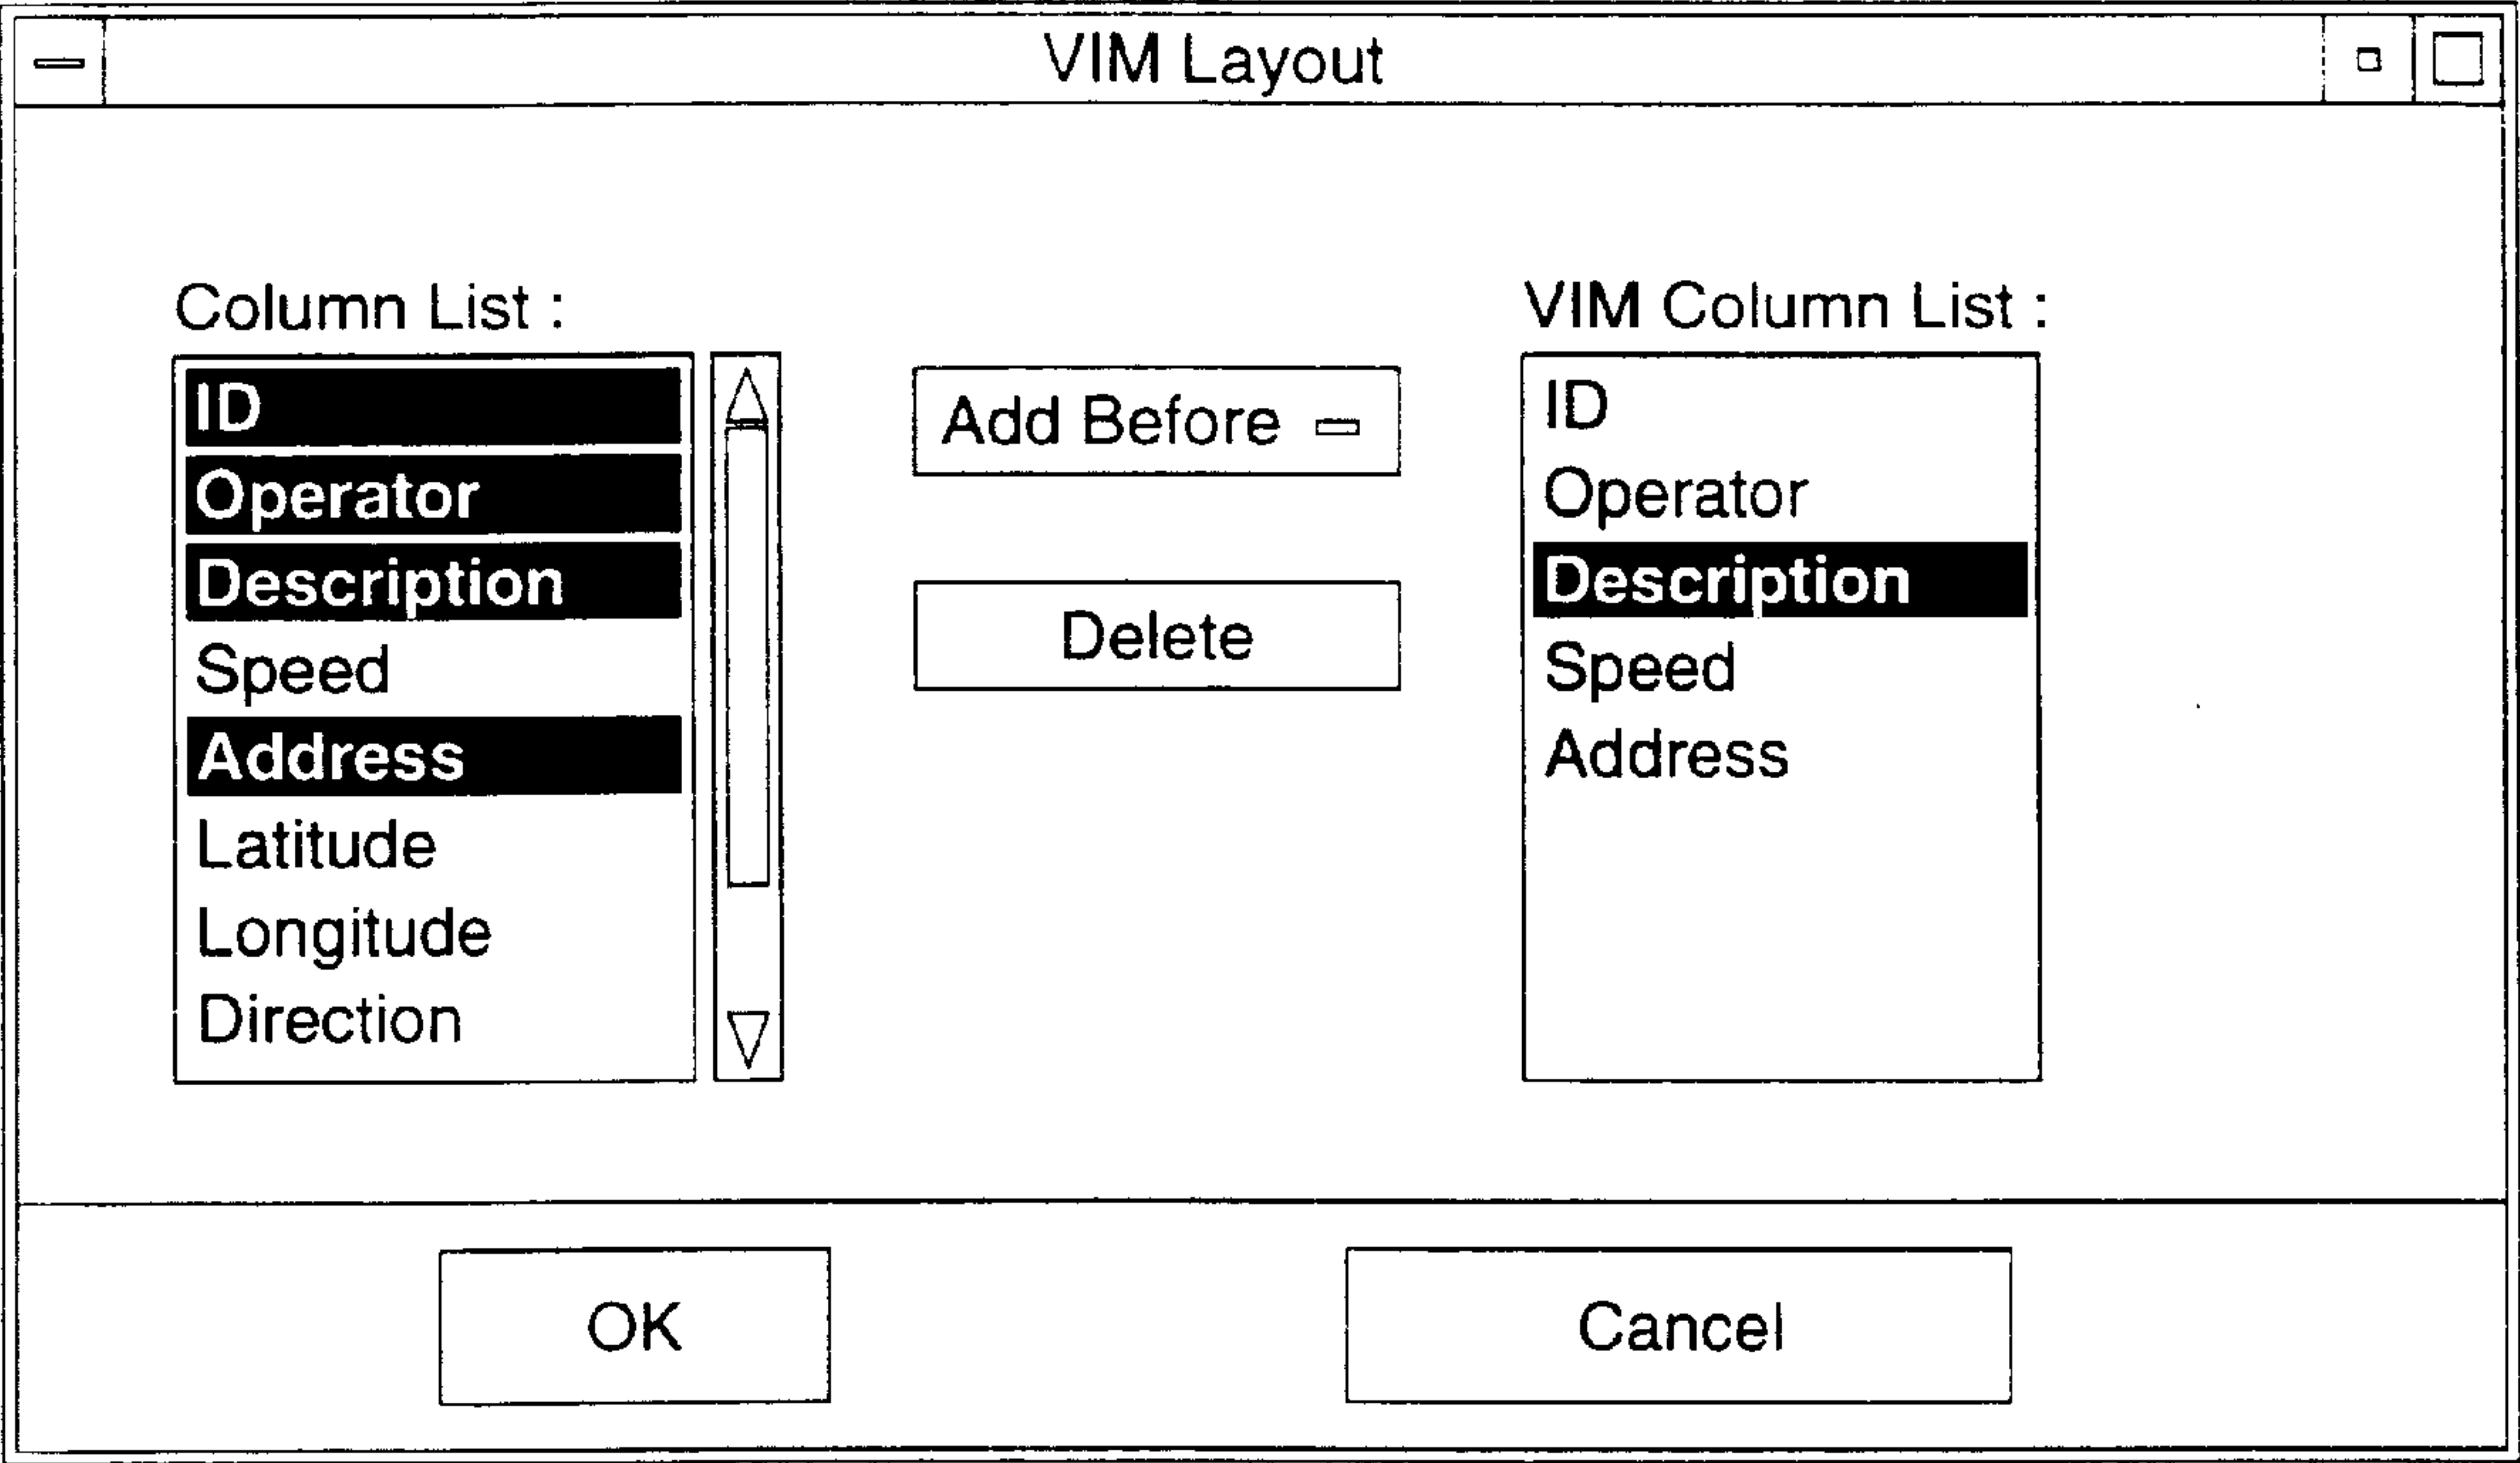 VIM Layout
Column List :
ID
Operator
Description
Speed
Address
Latitude
Longitude
Direction
Add Before
Delete
VIM Column List :
ID
Operator
Description
Speed
Address
OK
Cancel